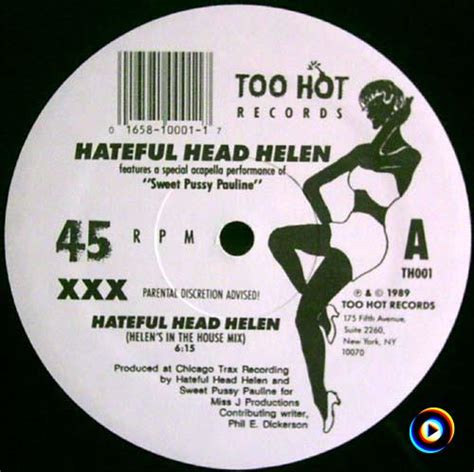 TOO HOT
RECORDS
0 1658-10001-1 7
HATEFUL HEAD HELEN
features a special acapella performance of
"Sweet Pussy Pauline"
45 RPM
A
TH001
XXX PARENTAL DISCRETION ADVISED!
℗ & © 1989
TOO HOT RECORDS
175 Fifth Avenue,
Suite 2260,
New York, NY
10070
HATEFUL HEAD HELEN
(HELEN'S IN THE HOUSE MIX)
6:15
Produced at Chicago Trax Recording
by Hateful Head Helen and
Sweet Pussy Pauline for
Miss J Productions
Contributing writer,
Phil E. Dickerson